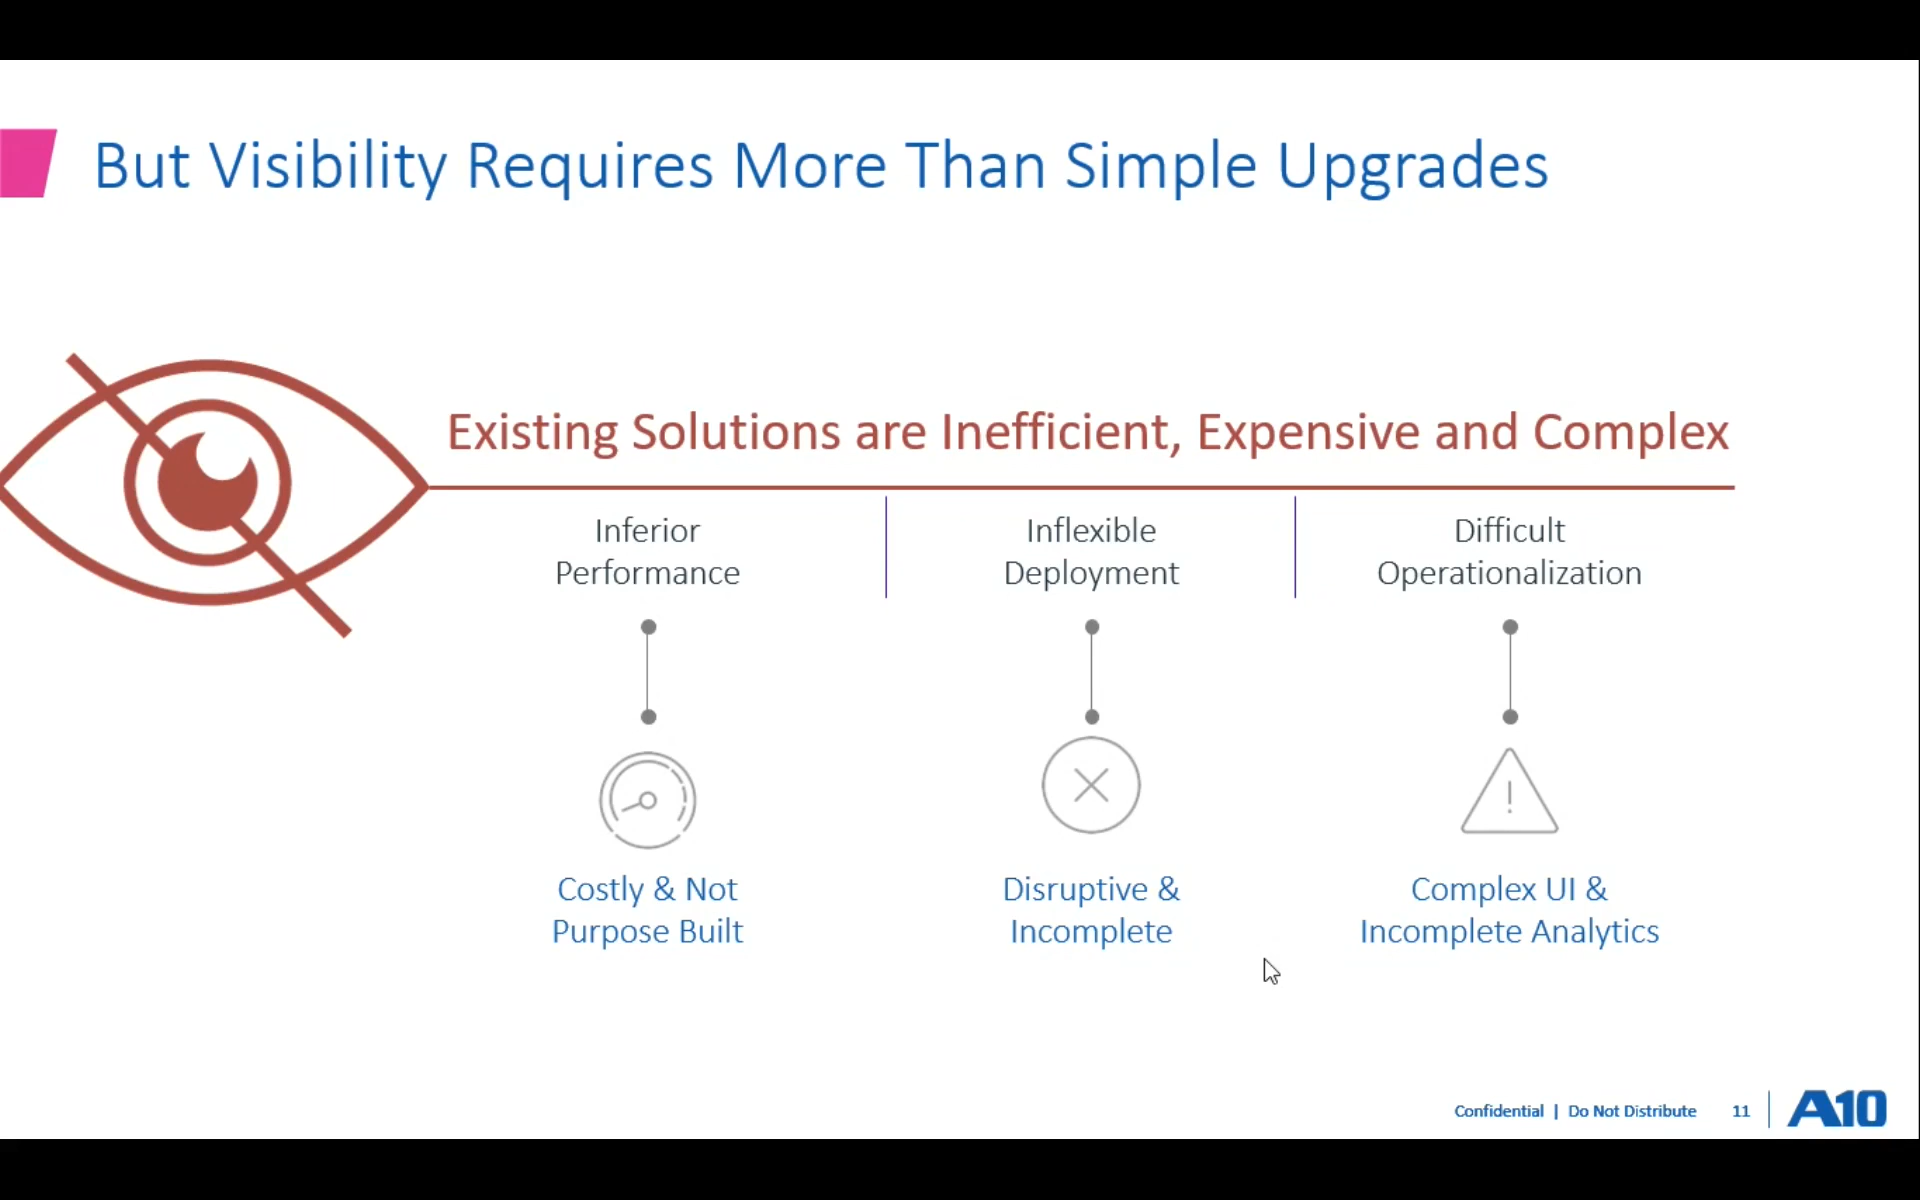 But Visibility Requires More Than Simple Upgrades
Existing Solutions are Inefficient, Expensive and Complex
Inferior
Performance
Inflexible
Deployment
Difficult
Operationalization
Costly & Not
Purpose Built
Disruptive &
Incomplete
Complex UI &
Incomplete Analytics
Confidential | Do Not Distribute 11
A10